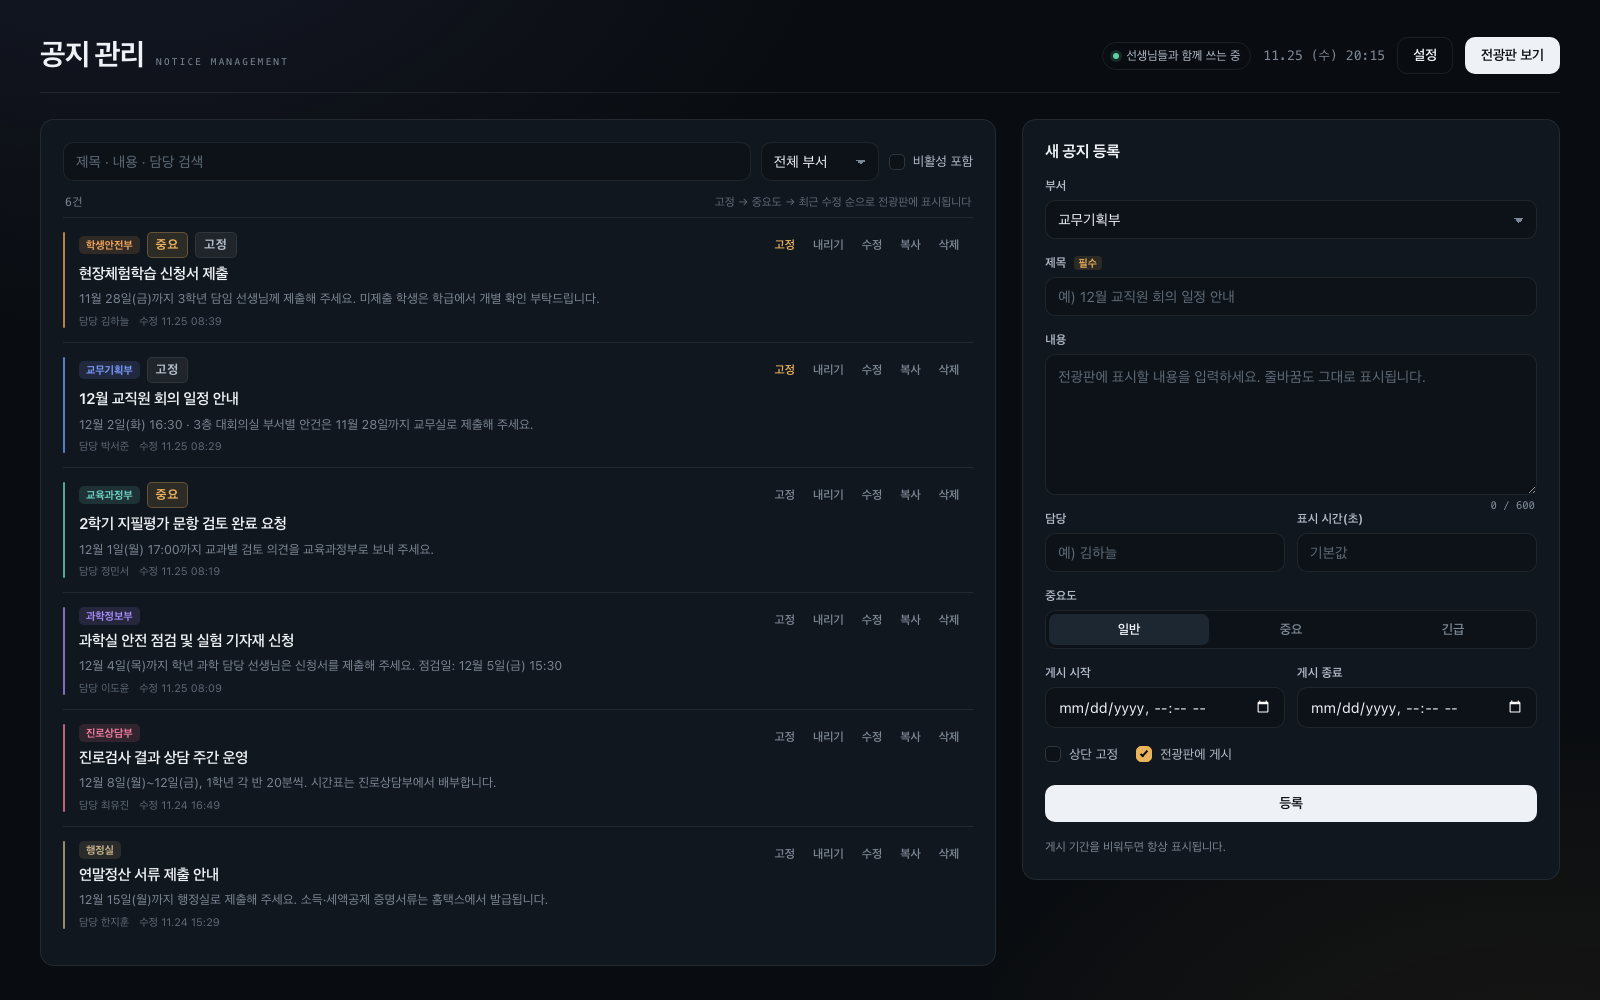 공지 관리 NOTICE MANAGEMENT
선생님들과 함께 쓰는 중 11.25 (수) 20:15 설정 전광판 보기
제목 · 내용 · 담당 검색 전체 부서 비활성 포함
6건 고정 → 중요도 → 최근 수정 순으로 전광판에 표시됩니다
학생안전부 중요 고정 고정 내리기 수정 복사 삭제
현장체험학습 신청서 제출
11월 28일(금)까지 3학년 담임 선생님께 제출해 주세요. 미제출 학생은 학급에서 개별 확인 부탁드립니다.
담당 김하늘 수정 11.25 08:39
교무기획부 고정 고정 내리기 수정 복사 삭제
12월 교직원 회의 일정 안내
12월 2일(화) 16:30 · 3층 대회의실 부서별 안건은 11월 28일까지 교무실로 제출해 주세요.
담당 박서준 수정 11.25 08:29
교육과정부 중요 고정 내리기 수정 복사 삭제
2학기 지필평가 문항 검토 완료 요청
12월 1일(월) 17:00까지 교과별 검토 의견을 교육과정부로 보내 주세요.
담당 정민서 수정 11.25 08:19
과학정보부 고정 내리기 수정 복사 삭제
과학실 안전 점검 및 실험 기자재 신청
12월 4일(목)까지 학년 과학 담당 선생님은 신청서를 제출해 주세요. 점검일: 12월 5일(금) 15:30
담당 이도윤 수정 11.25 08:09
진로상담부 고정 내리기 수정 복사 삭제
진로검사 결과 상담 주간 운영
12월 8일(월)~12일(금), 1학년 각 반 20분씩. 시간표는 진로상담부에서 배부합니다.
담당 최유진 수정 11.24 16:49
행정실 고정 내리기 수정 복사 삭제
연말정산 서류 제출 안내
12월 15일(월)까지 행정실로 제출해 주세요. 소득·세액공제 증명서류는 홈택스에서 발급됩니다.
담당 한지훈 수정 11.24 15:29
새 공지 등록
부서
교무기획부
제목 필수
예) 12월 교직원 회의 일정 안내
내용
전광판에 표시할 내용을 입력하세요. 줄바꿈도 그대로 표시됩니다.
0 / 600
담당 표시 시간(초)
예) 김하늘 기본값
중요도
일반 중요 긴급
게시 시작 게시 종료
mm/dd/yyyy, --:-- -- mm/dd/yyyy, --:-- --
상단 고정 전광판에 게시
등록
게시 기간을 비워두면 항상 표시됩니다.